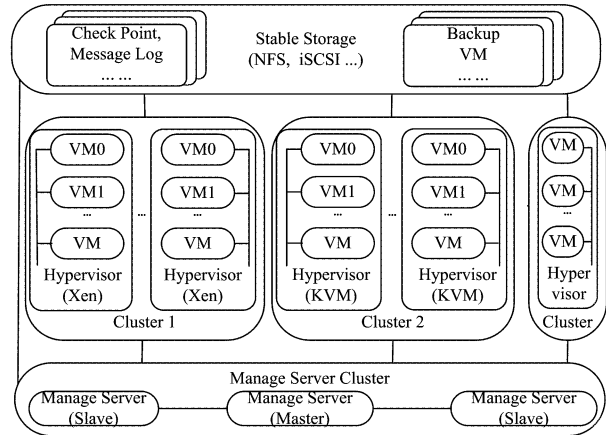 Check Point,
Message Log
... ...
Stable Storage
(NFS, iSCSI ...)
Backup
VM
... ...
VM0
VM1
...
VM
Hypervisor
(Xen)
...
VM0
VM1
...
VM
Hypervisor
(Xen)
Cluster 1
VM0
VM1
...
VM
Hypervisor
(KVM)
...
VM0
VM1
...
VM
Hypervisor
(KVM)
Cluster 2
...
VM
VM
...
VM
Hyper
visor
Cluster
Manage Server Cluster
Manage Server
(Slave)
Manage Server
(Master)
Manage Server
(Slave)